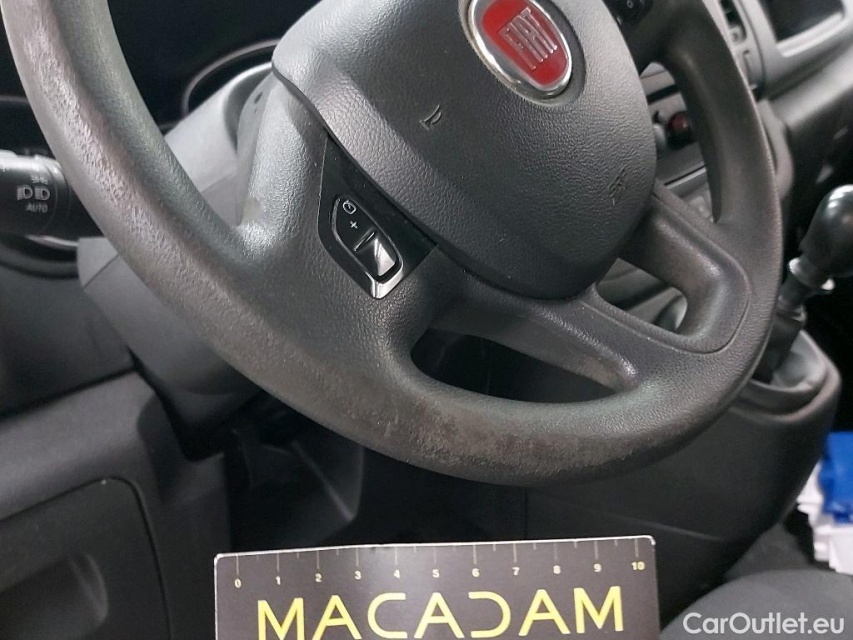 FIAT
AUTO
+
0 1 2 3 4 5 6 7 8 9 10
MACADAM
CarOutlet.eu